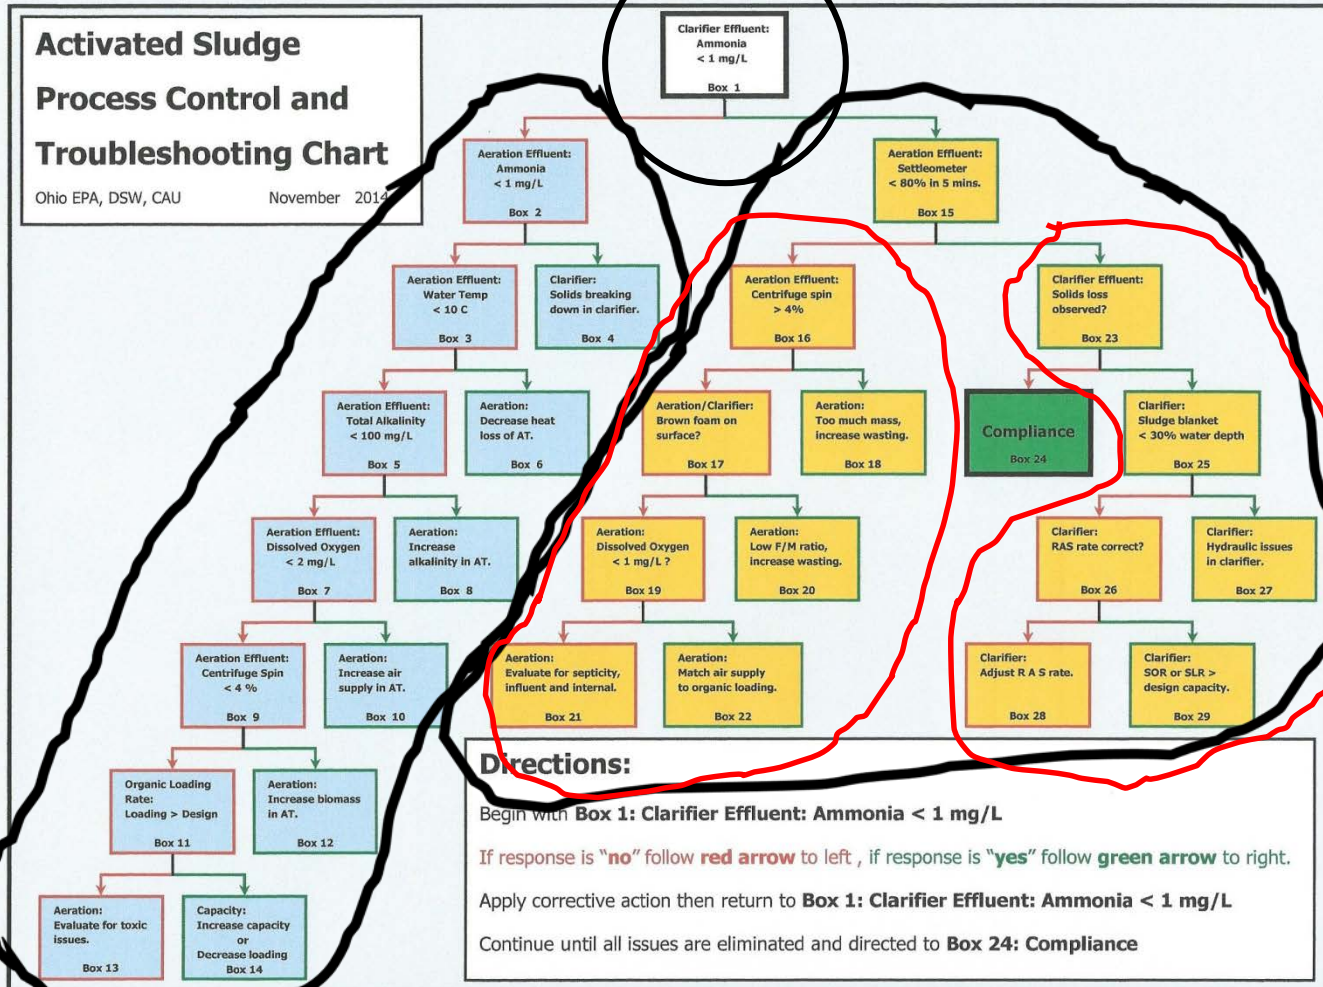 Activated Sludge
Process Control and
Troubleshooting Chart
Ohio EPA, DSW, CAU November 2014
Clarifier Effluent:
Ammonia
< 1 mg/L
Box 1
Aeration Effluent:
Ammonia
< 1 mg/L
Box 2
Aeration Effluent:
Settleometer
< 80% in 5 mins.
Box 15
Aeration Effluent:
Water Temp
< 10 C
Box 3
Clarifier:
Solids breaking
down in clarifier.
Box 4
Aeration Effluent:
Centrifuge spin
> 4%
Box 16
Clarifier Effluent:
Solids loss
observed?
Box 23
Aeration Effluent:
Total Alkalinity
< 100 mg/L
Box 5
Aeration:
Decrease heat
loss of AT.
Box 6
Aeration/Clarifier:
Brown foam on
surface?
Box 17
Aeration:
Too much mass,
increase wasting.
Box 18
Compliance
Box 24
Clarifier:
Sludge blanket
< 30% water depth
Box 25
Aeration Effluent:
Dissolved Oxygen
< 2 mg/L
Box 7
Aeration:
Increase
alkalinity in AT.
Box 8
Aeration:
Dissolved Oxygen
< 1 mg/L ?
Box 19
Aeration:
Low F/M ratio,
increase wasting.
Box 20
Clarifier:
RAS rate correct?
Box 26
Clarifier:
Hydraulic issues
in clarifier.
Box 27
Aeration Effluent:
Centrifuge Spin
< 4 %
Box 9
Aeration:
Increase air
supply in AT.
Box 10
Aeration:
Evaluate for septicity,
influent and internal.
Box 21
Aeration:
Match air supply
to organic loading.
Box 22
Clarifier:
Adjust R A S rate.
Box 28
Clarifier:
SOR or SLR >
design capacity.
Box 29
Organic Loading
Rate:
Loading > Design
Box 11
Aeration:
Increase biomass
in AT.
Box 12
Aeration:
Evaluate for toxic
issues.
Box 13
Capacity:
Increase capacity
or
Decrease loading
Box 14
Directions:
Begin with Box 1: Clarifier Effluent: Ammonia < 1 mg/L
If response is "no" follow red arrow to left , if response is "yes" follow green arrow to right.
Apply corrective action then return to Box 1: Clarifier Effluent: Ammonia < 1 mg/L
Continue until all issues are eliminated and directed to Box 24: Compliance